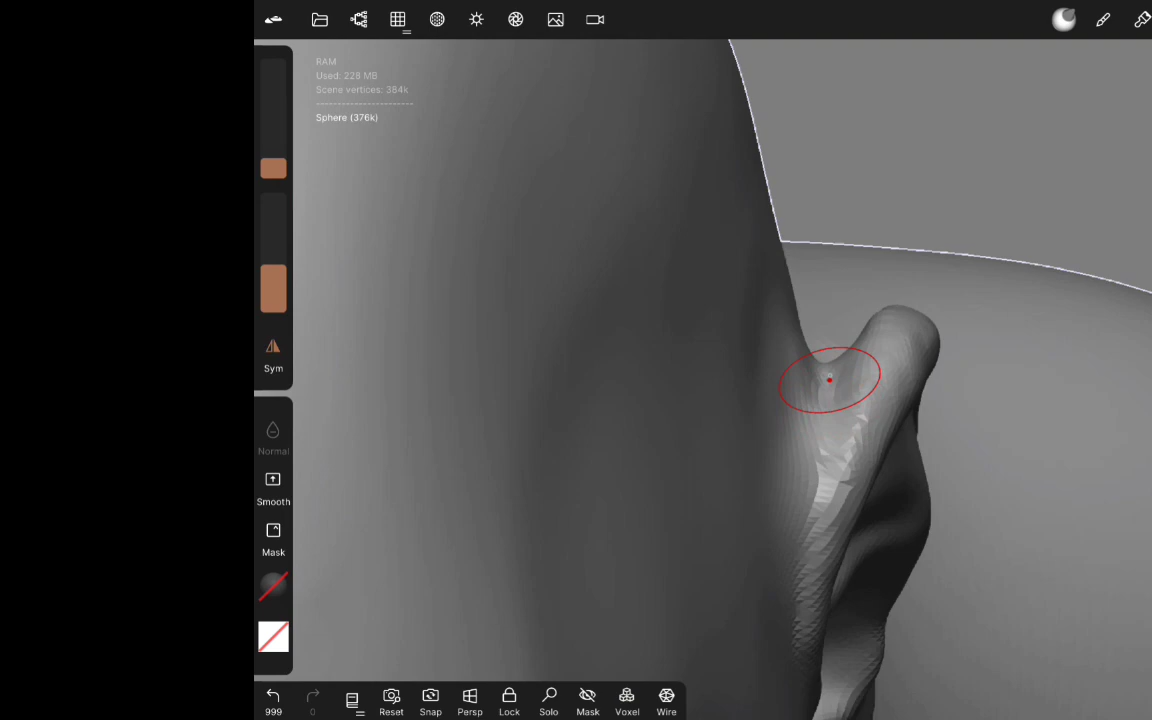 RAM
Used: 228 MB
Scene vertices: 384k
----------------------
Sphere (376k)
Sym
Normal
Smooth
Mask
999
0
Reset
Snap
Persp
Lock
Solo
Mask
Voxel
Wire